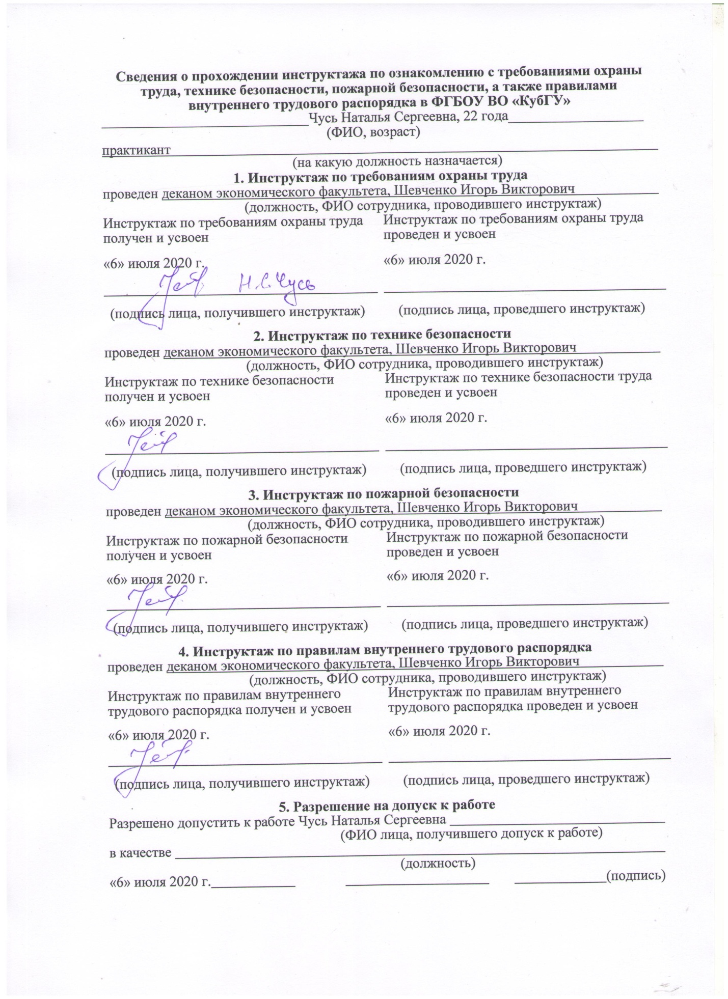 Сведения о прохождении инструктажа по ознакомлению с требованиями охраны
труда, технике безопасности, пожарной безопасности, а также правилами
внутреннего трудового распорядка в ФГБОУ ВО «КубГУ»
Чусь Наталья Сергеевна, 22 года
(ФИО, возраст)
практикант
(на какую должность назначается)
1. Инструктаж по требованиям охраны труда
проведен деканом экономического факультета, Шевченко Игорь Викторович
(должность, ФИО сотрудника, проводившего инструктаж)
Инструктаж по требованиям охраны труда
получен и усвоен
«6» июля 2020 г.
Н.С.Чусь
(подпись лица, получившего инструктаж)
Инструктаж по требованиям охраны труда
проведен и усвоен
«6» июля 2020 г.
(подпись лица, проведшего инструктаж)
2. Инструктаж по технике безопасности
проведен деканом экономического факультета, Шевченко Игорь Викторович
(должность, ФИО сотрудника, проводившего инструктаж)
Инструктаж по технике безопасности
получен и усвоен
«6» июля 2020 г.
(подпись лица, получившего инструктаж)
Инструктаж по технике безопасности труда
проведен и усвоен
«6» июля 2020 г.
(подпись лица, проведшего инструктаж)
3. Инструктаж по пожарной безопасности
проведен деканом экономического факультета, Шевченко Игорь Викторович
(должность, ФИО сотрудника, проводившего инструктаж)
Инструктаж по пожарной безопасности
получен и усвоен
«6» июля 2020 г.
(подпись лица, получившего инструктаж)
Инструктаж по пожарной безопасности
проведен и усвоен
«6» июля 2020 г.
(подпись лица, проведшего инструктаж)
4. Инструктаж по правилам внутреннего трудового распорядка
проведен деканом экономического факультета, Шевченко Игорь Викторович
(должность, ФИО сотрудника, проводившего инструктаж)
Инструктаж по правилам внутреннего
трудового распорядка получен и усвоен
«6» июля 2020 г.
(подпись лица, получившего инструктаж)
Инструктаж по правилам внутреннего
трудового распорядка проведен и усвоен
«6» июля 2020 г.
(подпись лица, проведшего инструктаж)
5. Разрешение на допуск к работе
Разрешено допустить к работе Чусь Наталья Сергеевна
(ФИО лица, получившего допуск к работе)
в качестве
(должность)
«6» июля 2020 г. (подпись)